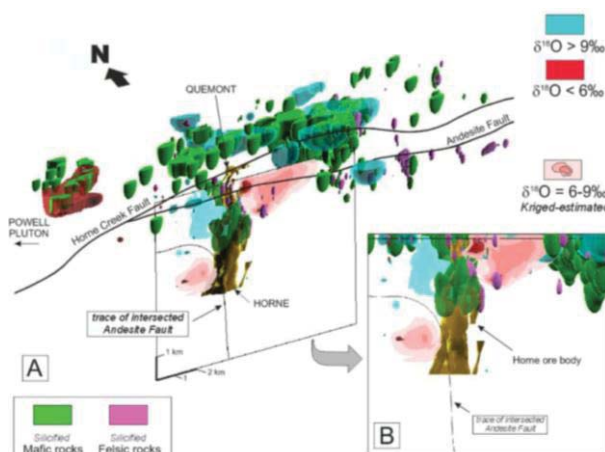 N
QUEMONT
δ¹⁸O > 9‰
δ¹⁸O < 6‰
Andesite Fault
δ¹⁸O = 6-9‰
Kriged-estimated
POWELL
PLUTON
Horne Creek Fault
HORNE
trace of intersected
Andesite Fault
A
1 km
2 km
1
Silicified
Mafic rocks
Silicified
Felsic rocks
Horne ore body
B
trace of intersected
Andesite Fault